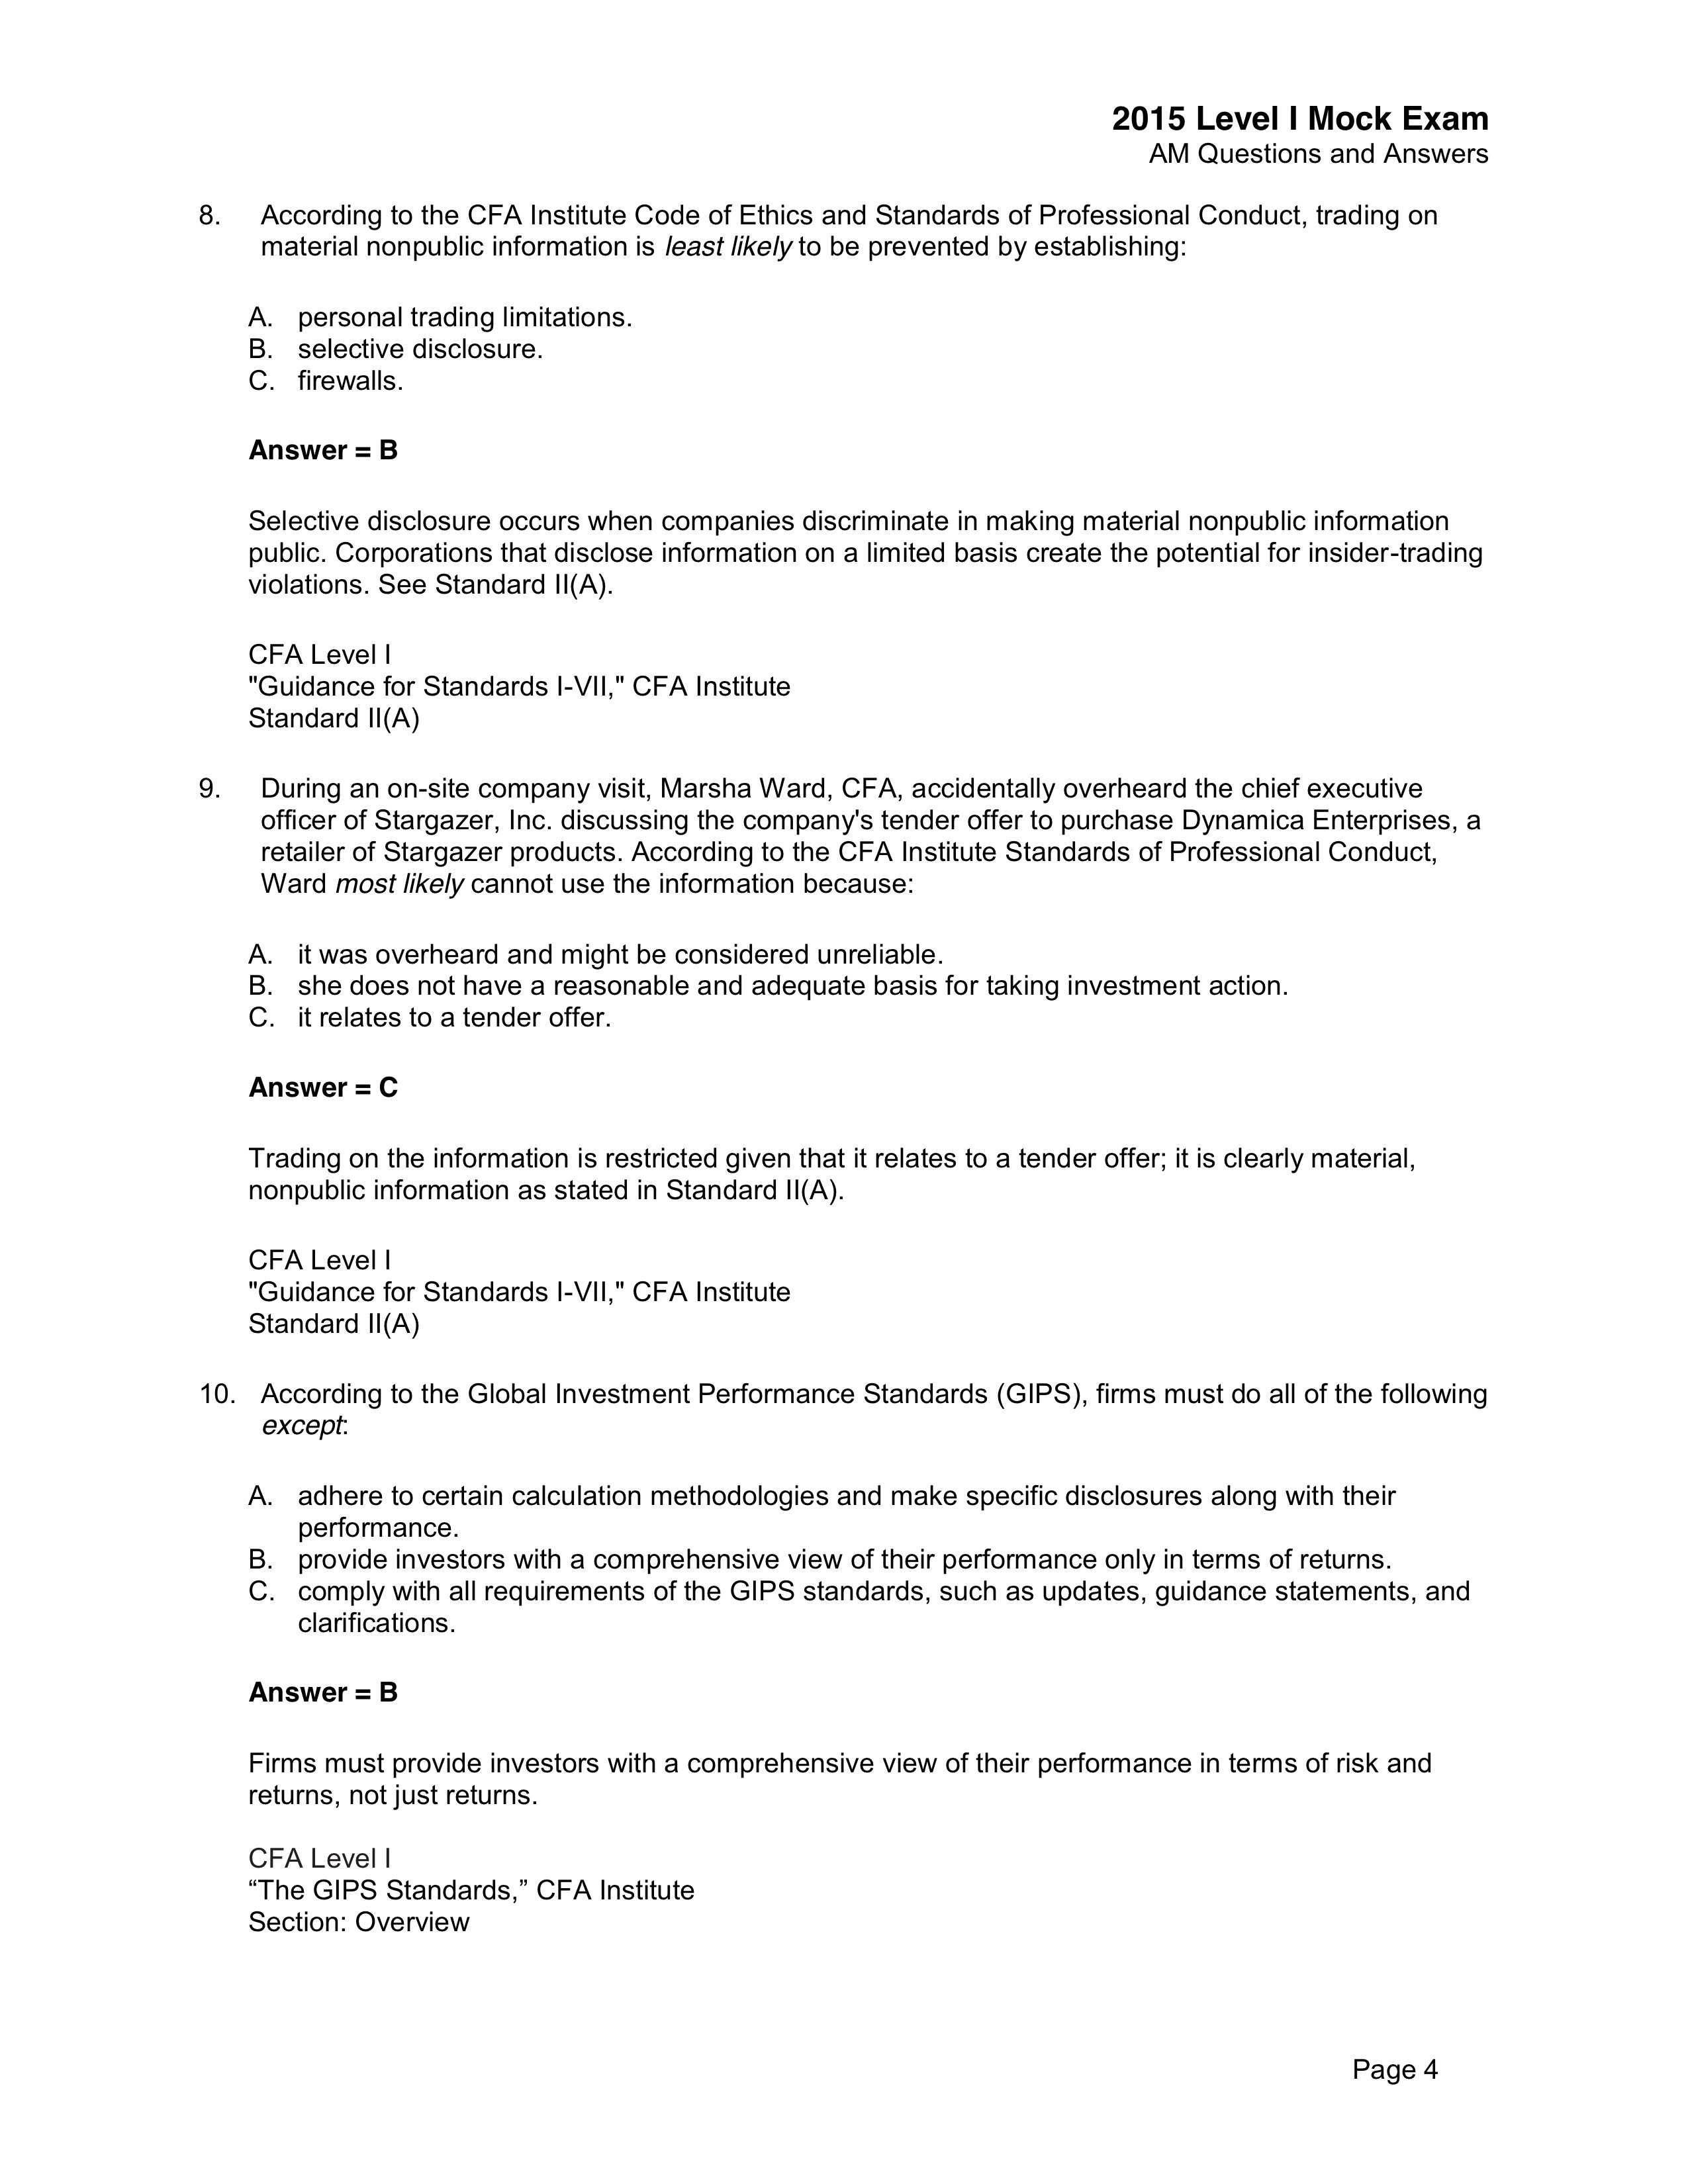 2015 Level I Mock Exam
AM Questions and Answers
8. According to the CFA Institute Code of Ethics and Standards of Professional Conduct, trading on
material nonpublic information is least likely to be prevented by establishing:
A. personal trading limitations.
B. selective disclosure.
C. firewalls.
Answer = B
Selective disclosure occurs when companies discriminate in making material nonpublic information
public. Corporations that disclose information on a limited basis create the potential for insider-trading
violations. See Standard II(A).
CFA Level I
"Guidance for Standards I-VII," CFA Institute
Standard II(A)
9. During an on-site company visit, Marsha Ward, CFA, accidentally overheard the chief executive
officer of Stargazer, Inc. discussing the company's tender offer to purchase Dynamica Enterprises, a
retailer of Stargazer products. According to the CFA Institute Standards of Professional Conduct,
Ward most likely cannot use the information because:
A. it was overheard and might be considered unreliable.
B. she does not have a reasonable and adequate basis for taking investment action.
C. it relates to a tender offer.
Answer = C
Trading on the information is restricted given that it relates to a tender offer; it is clearly material,
nonpublic information as stated in Standard II(A).
CFA Level I
"Guidance for Standards I-VII," CFA Institute
Standard II(A)
10. According to the Global Investment Performance Standards (GIPS), firms must do all of the following
except:
A. adhere to certain calculation methodologies and make specific disclosures along with their
performance.
B. provide investors with a comprehensive view of their performance only in terms of returns.
C. comply with all requirements of the GIPS standards, such as updates, guidance statements, and
clarifications.
Answer = B
Firms must provide investors with a comprehensive view of their performance in terms of risk and
returns, not just returns.
CFA Level I
“The GIPS Standards,” CFA Institute
Section: Overview
Page 4